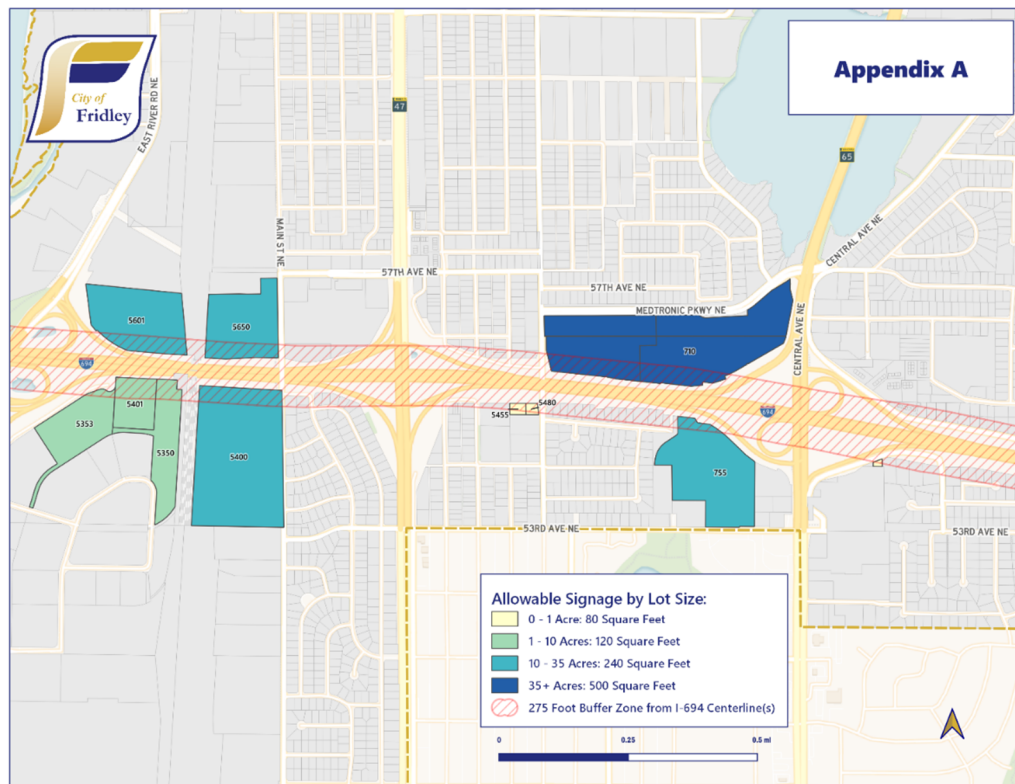 Appendix A
City of
Fridley
EAST RIVER RD NE
47
65
MAIN ST NE
CENTRAL AVE NE
57TH AVE NE
57TH AVE NE
MEDTRONIC PKWY NE
CENTRAL AVE NE
5601
5650
710
694
694
5401
5480
5455
5353
5350
5400
755
53RD AVE NE
53RD AVE NE
Allowable Signage by Lot Size:
0 - 1 Acre: 80 Square Feet
1 - 10 Acres: 120 Square Feet
10 - 35 Acres: 240 Square Feet
35+ Acres: 500 Square Feet
275 Foot Buffer Zone from I-694 Centerline(s)
0 0.25 0.5 mi